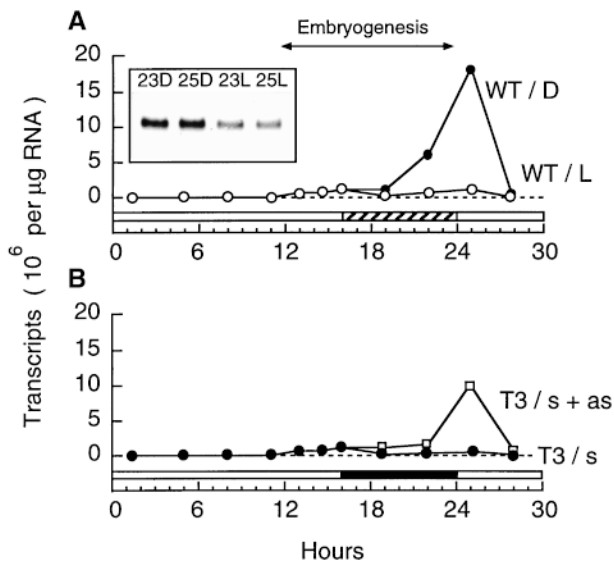 A
Embryogenesis
20
15
10
5
0
23D 25D 23L 25L
WT / D
WT / L
0 6 12 18 24 30
B
20
15
10
5
0
T3 / s + as
T3 / s
0 6 12 18 24 30
Hours
Transcripts (10⁶ per µg RNA)